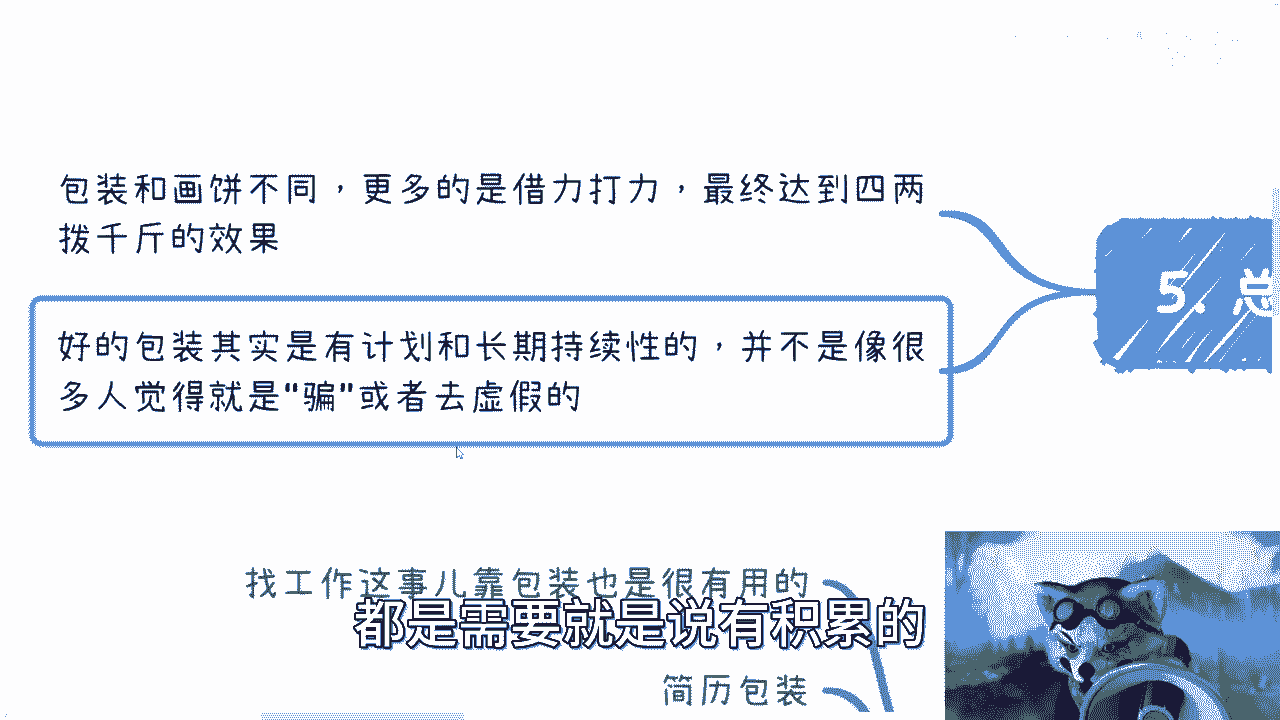 包装和画饼不同，更多的是借力打力，最终达到四两
拨千斤的效果
5. 总
好的包装其实是有计划和长期持续性的，并不是像很
多人觉得就是"骗"或者去虚假的
找工作这事儿靠包装也是很有用的
都是需要就是说有积累的
简历包装